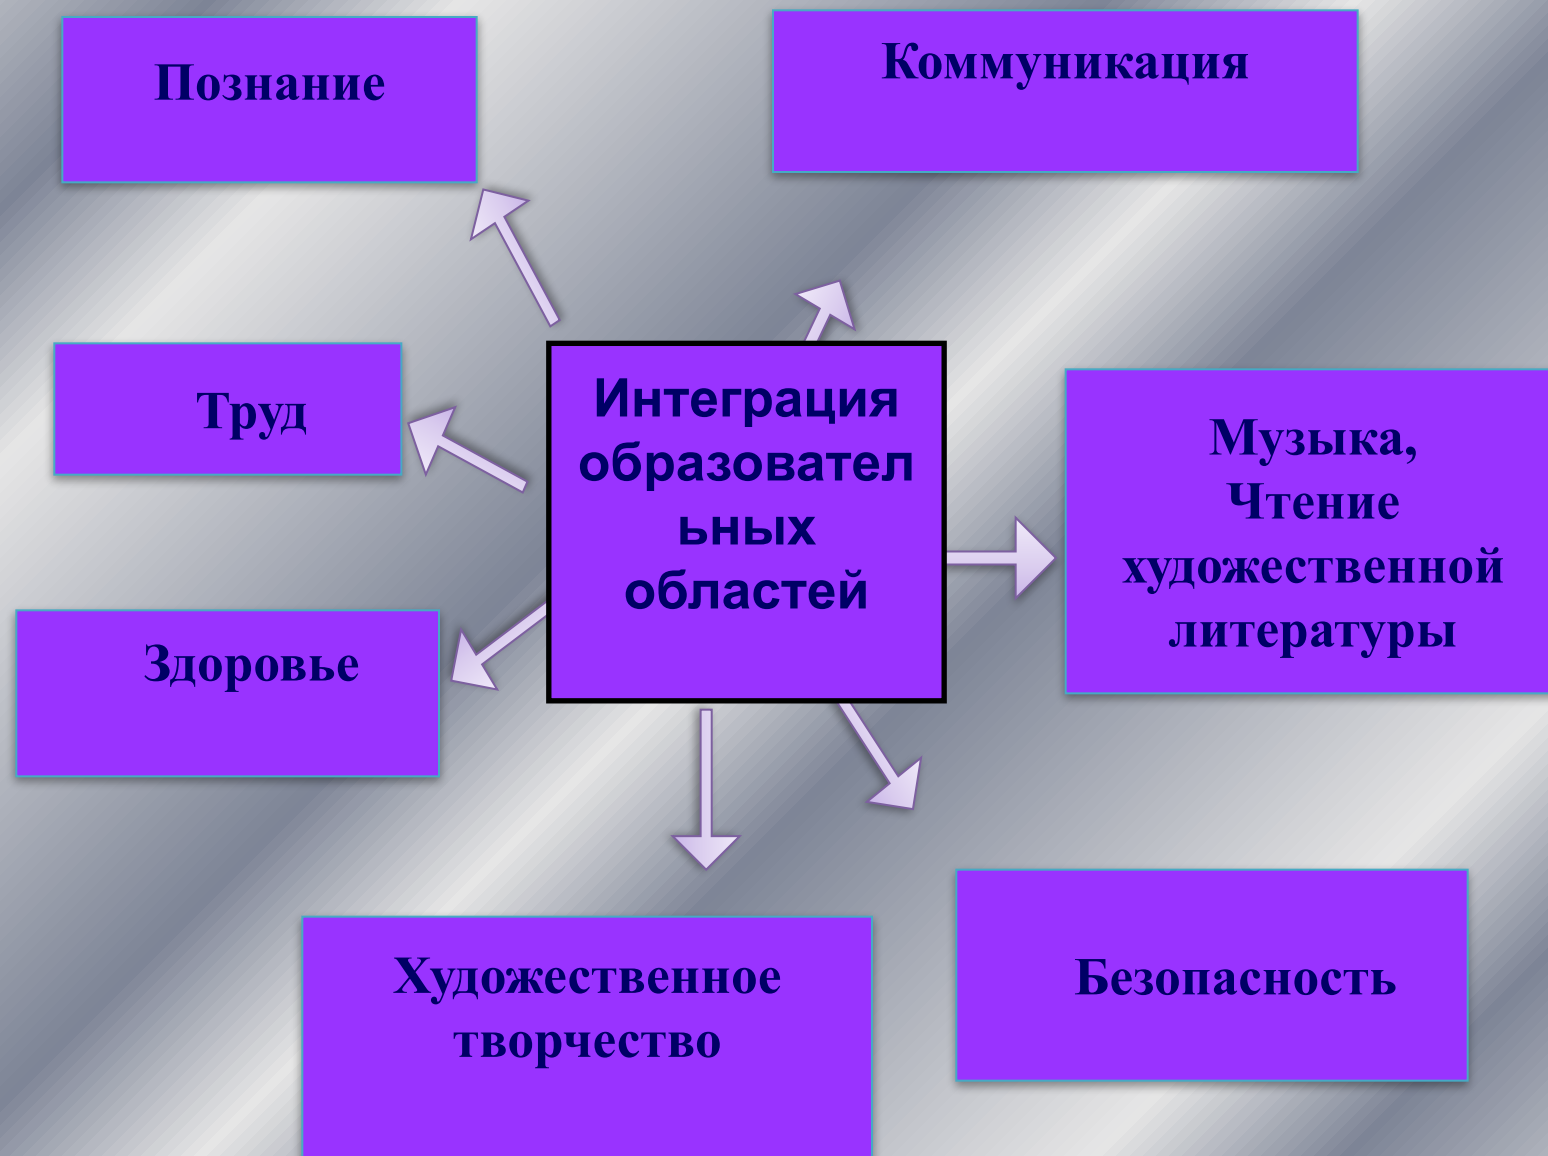 Познание
Коммуникация
Труд
Интеграция
образовател
ьных
областей
Музыка,
Чтение
художественной
литературы
Здоровье
Художественное
творчество
Безопасность